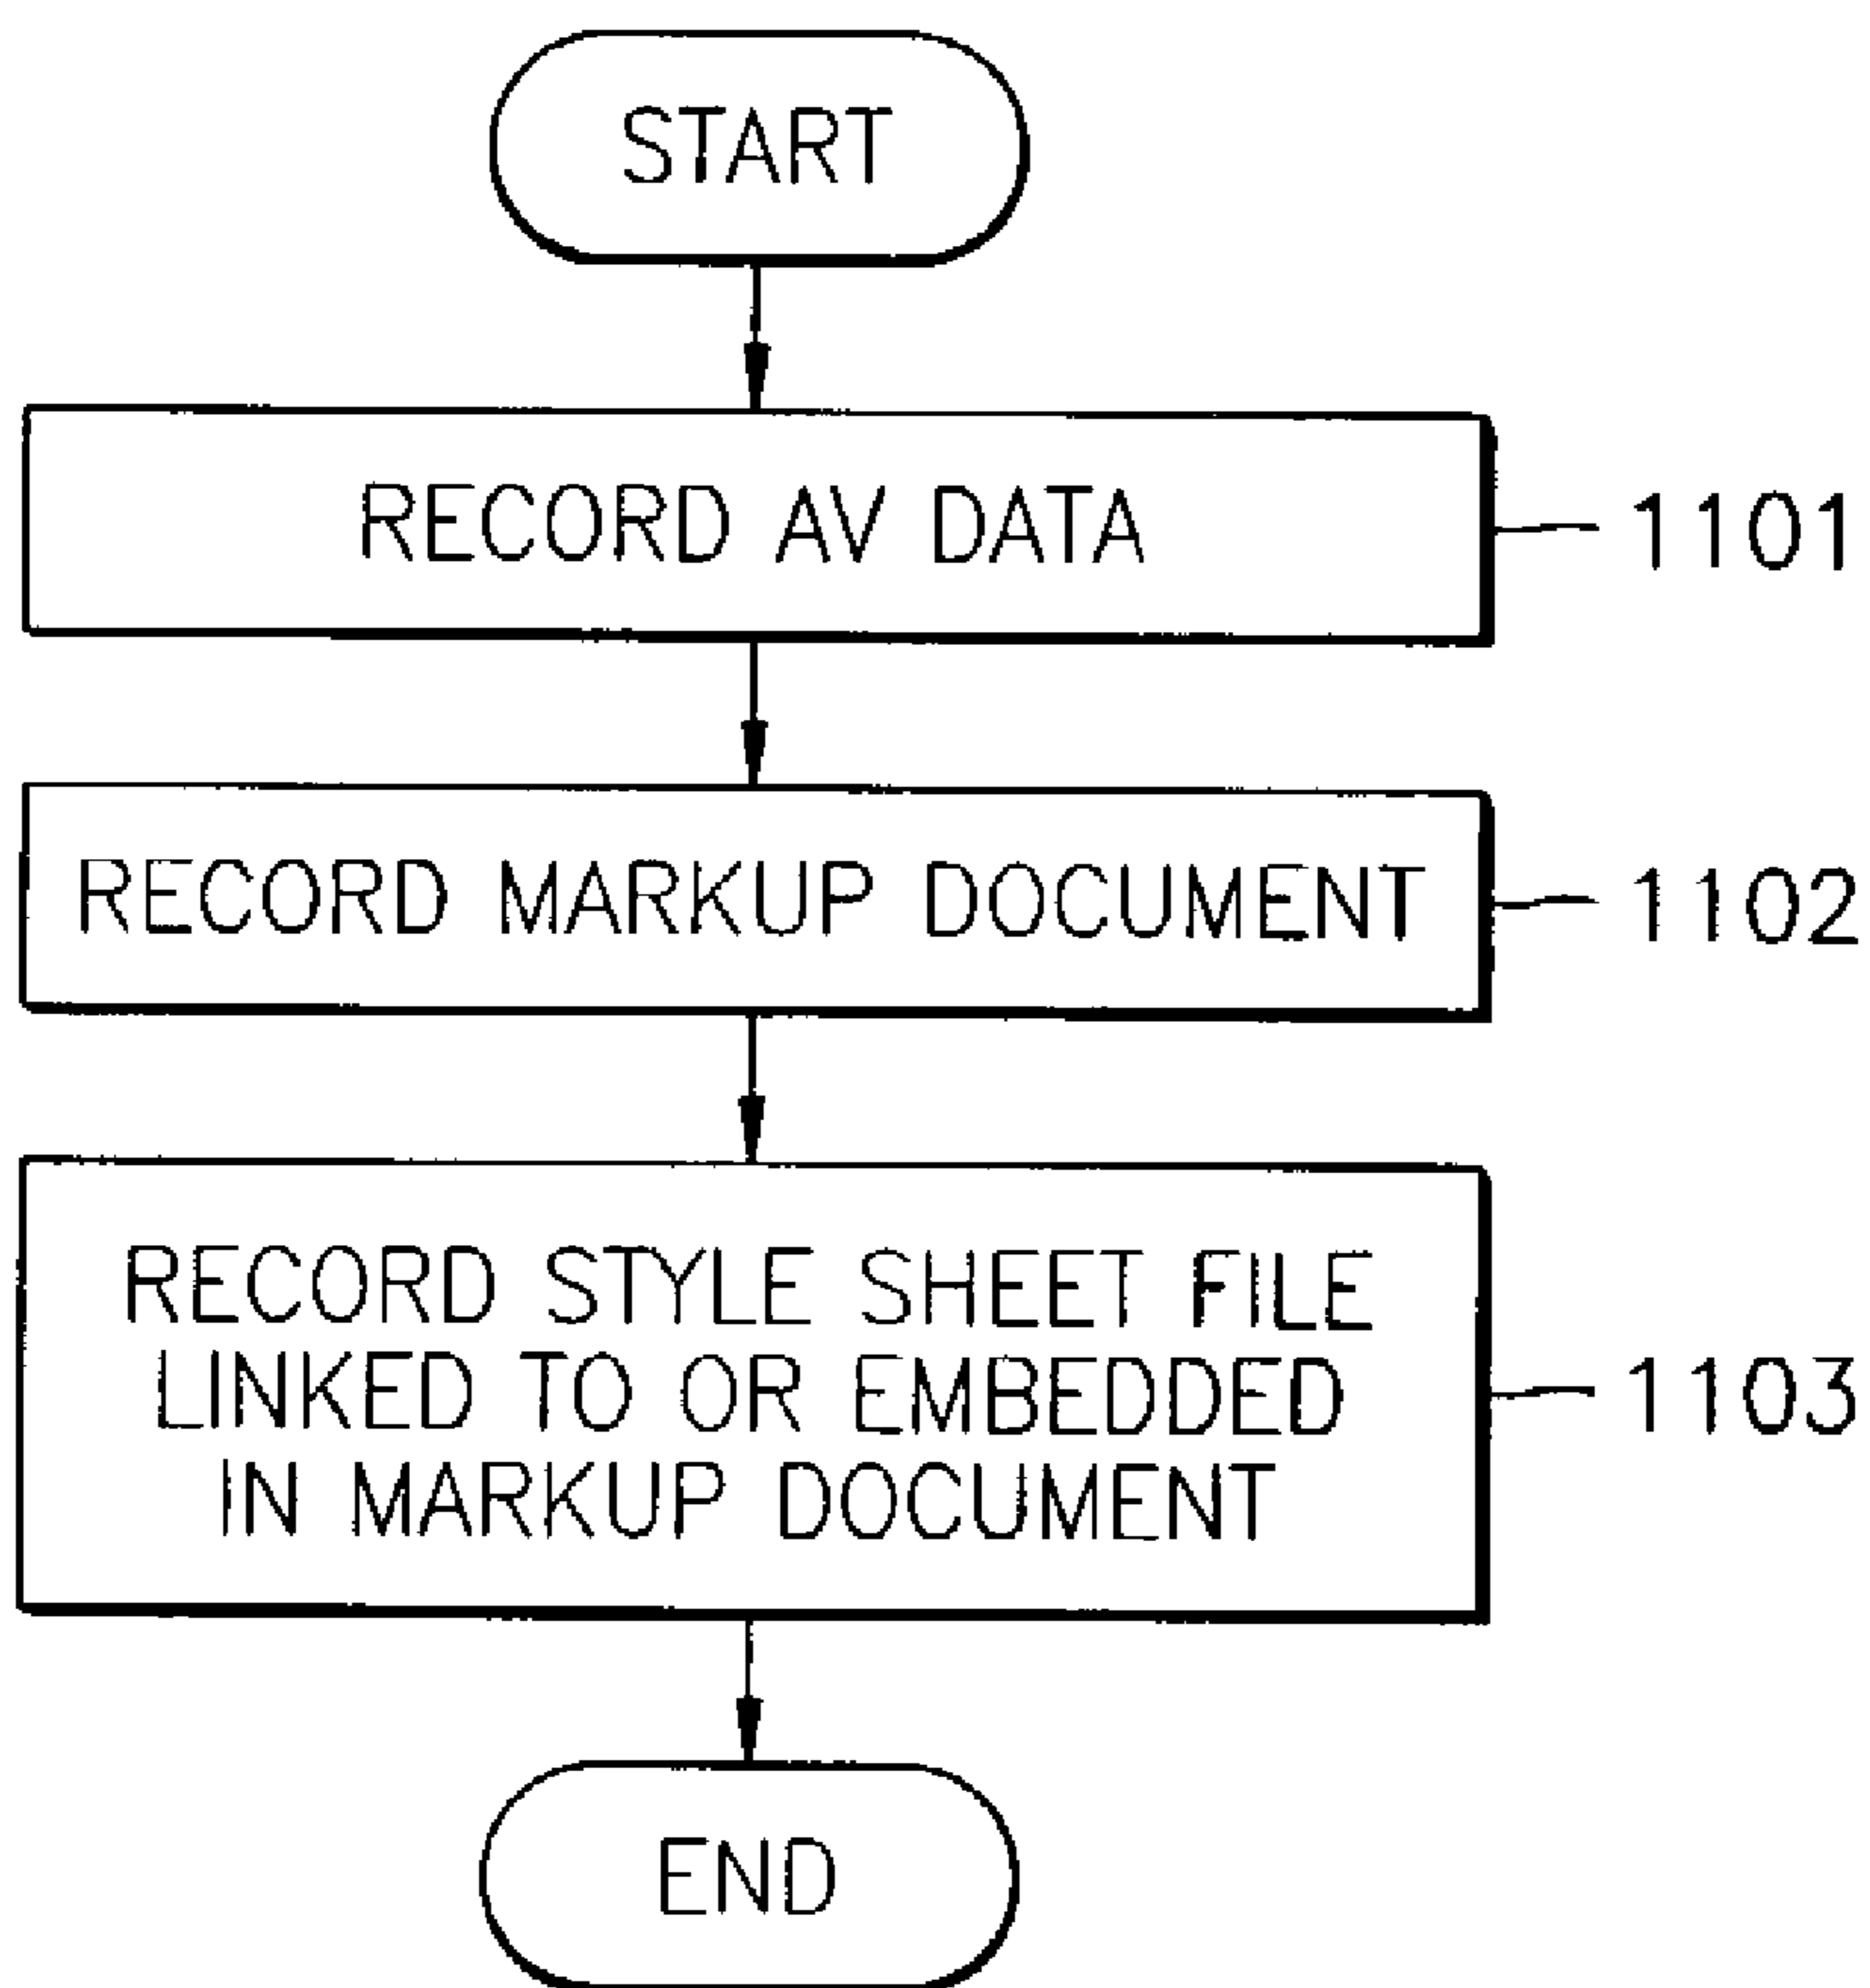 START
RECORD AV DATA
1101
RECORD MARKUP DOCUMENT
1102
RECORD STYLE SHEET FILE
LINKED TO OR EMBEDDED
IN MARKUP DOCUMENT
1103
END